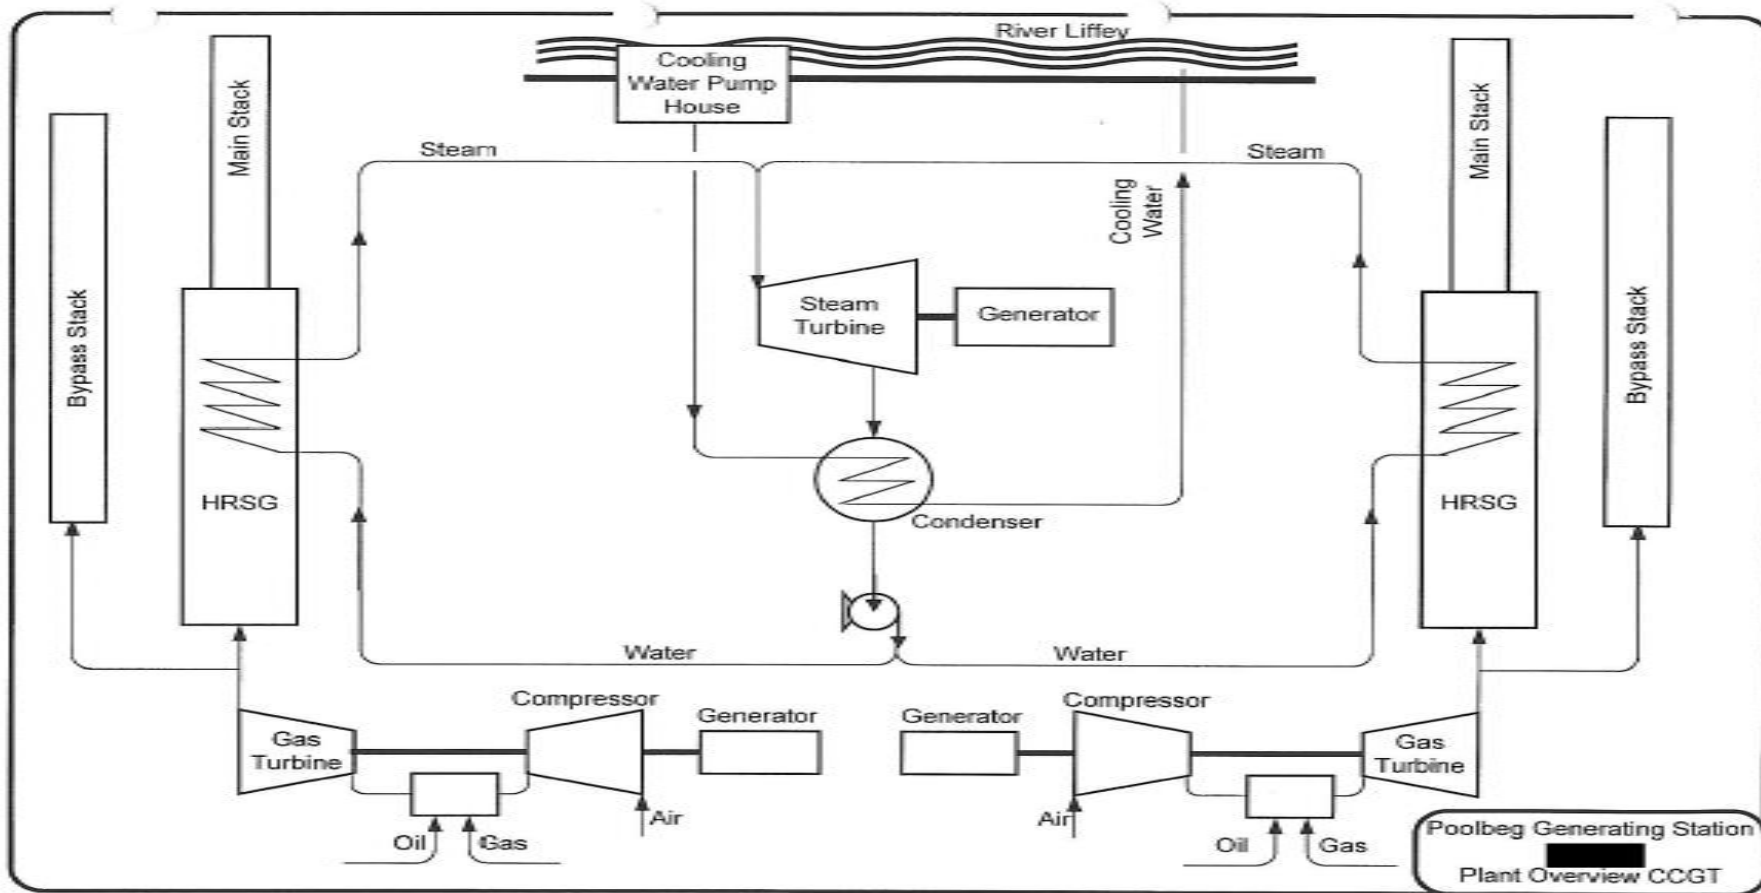 River Liffey
Cooling
Water Pump
House
Main Stack
Main Stack
Steam
Steam
Cooling
Water
Bypass Stack
Bypass Stack
Steam
Turbine
Generator
HRSG
HRSG
Condenser
Water
Water
Compressor
Compressor
Generator
Generator
Gas
Turbine
Gas
Turbine
Air
Air
Oil
Gas
Oil
Gas
Poolbeg Generating Station
Plant Overview CCGT